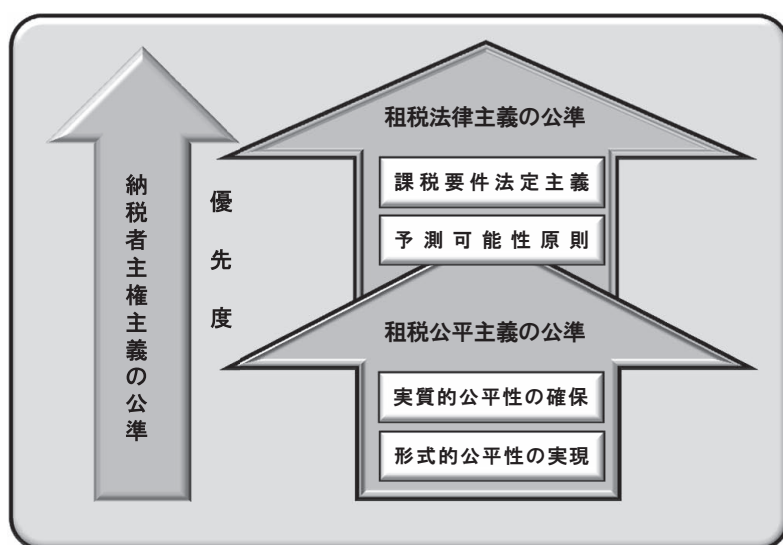 納税者主権主義の公準
優先度
租税法律主義の公準
課税要件法定主義
予測可能性原則
租税公平主義の公準
実質的公平性の確保
形式的公平性の実現